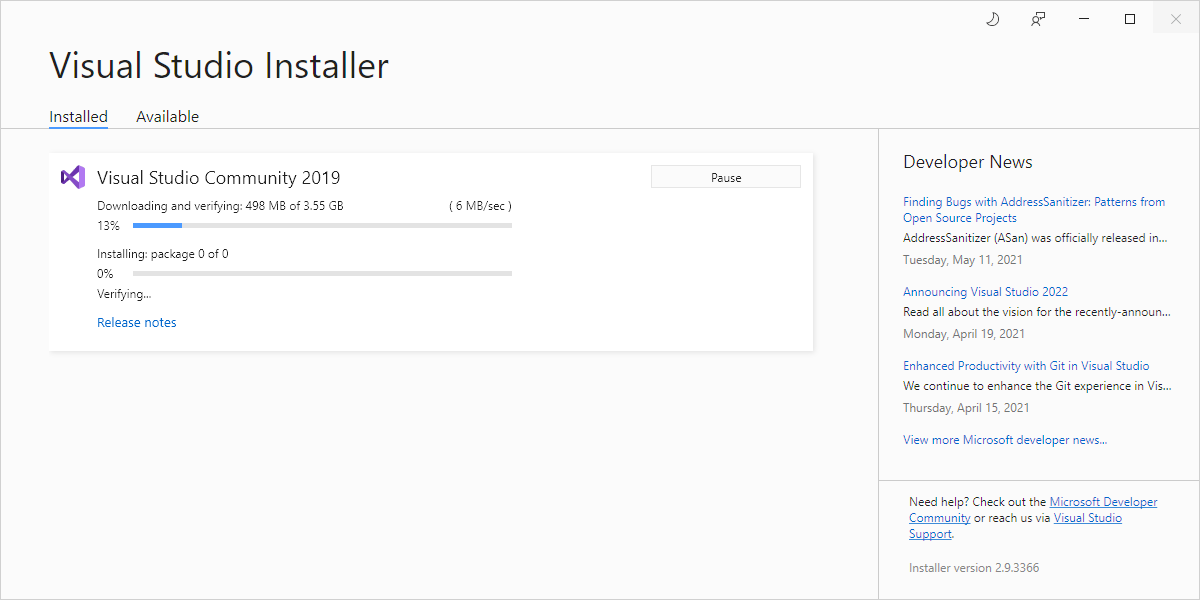 Visual Studio Installer
Installed Available
Visual Studio Community 2019
Pause
Downloading and verifying: 498 MB of 3.55 GB ( 6 MB/sec )
13%
Installing: package 0 of 0
0%
Verifying...
Release notes
Developer News
Finding Bugs with AddressSanitizer: Patterns from
Open Source Projects
AddressSanitizer (ASan) was officially released in...
Tuesday, May 11, 2021
Announcing Visual Studio 2022
Read all about the vision for the recently-announ...
Monday, April 19, 2021
Enhanced Productivity with Git in Visual Studio
We continue to enhance the Git experience in Vis...
Thursday, April 15, 2021
View more Microsoft developer news...
Need help? Check out the Microsoft Developer
Community or reach us via Visual Studio
Support.
Installer version 2.9.3366